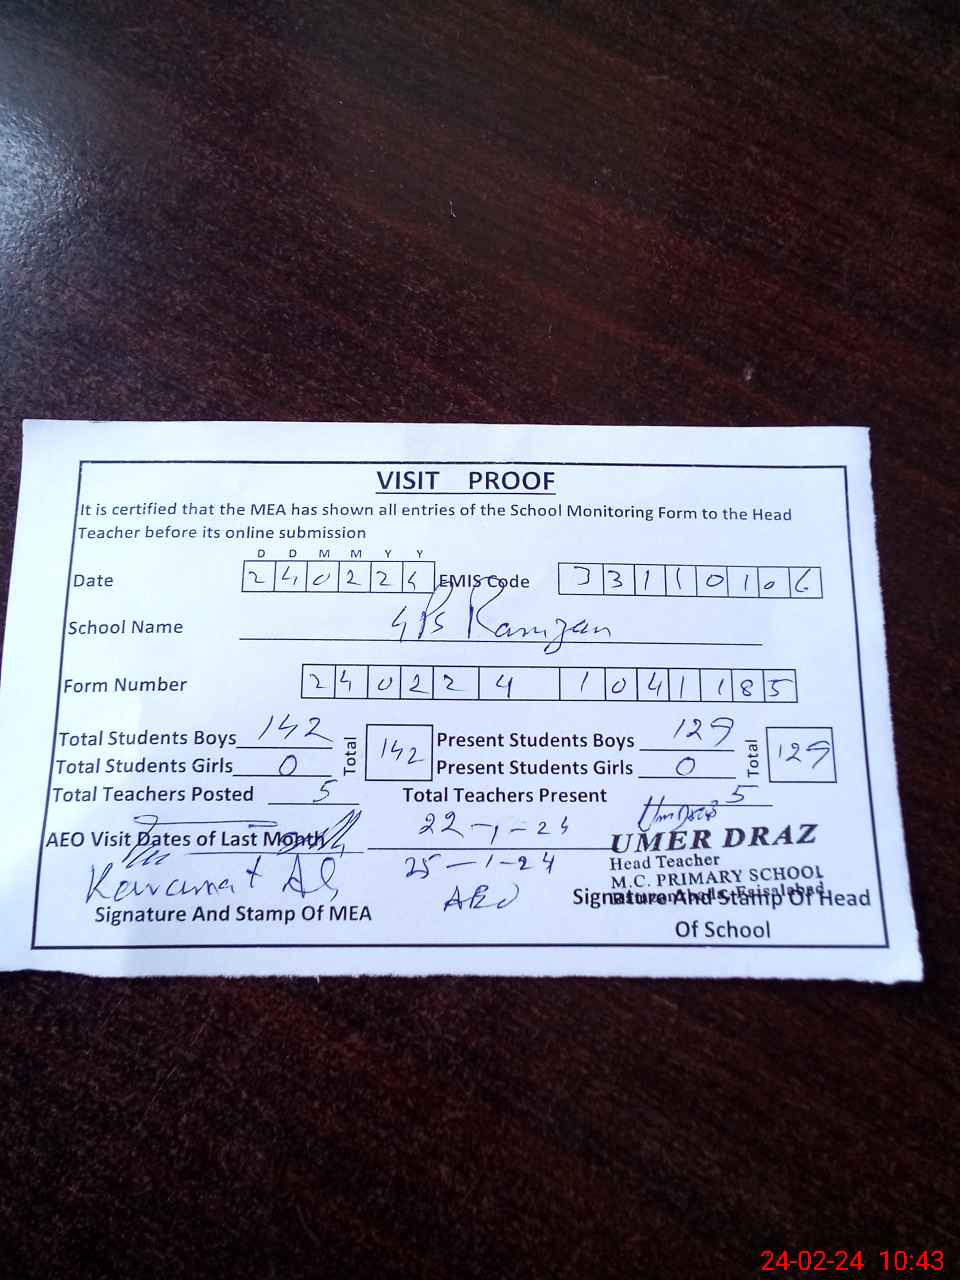 VISIT PROOF
It is certified that the MEA has shown all entries of the School Monitoring Form to the Head
Teacher before its online submission
D D M M Y Y
Date 2 4 0 2 2 4 EMIS Code 3 3 1 1 0 1 0 6
School Name GPS Ramzan
Form Number 2 4 0 2 2 4 1 0 4 1 1 8 5
Total Students Boys 142 Total 142 Present Students Boys 129 Total 129
Total Students Girls 0 Present Students Girls 0
Total Teachers Posted 5 Total Teachers Present 5
AEO Visit Dates of Last Month 22-1-24
25-1-24
AEO
Karamat Ali
Signature And Stamp Of MEA
UMER DRAZ
Head Teacher
M.C. PRIMARY SCHOOL
Faisalabad
Signature And Stamp Of Head
Of School
24-02-24 10:43